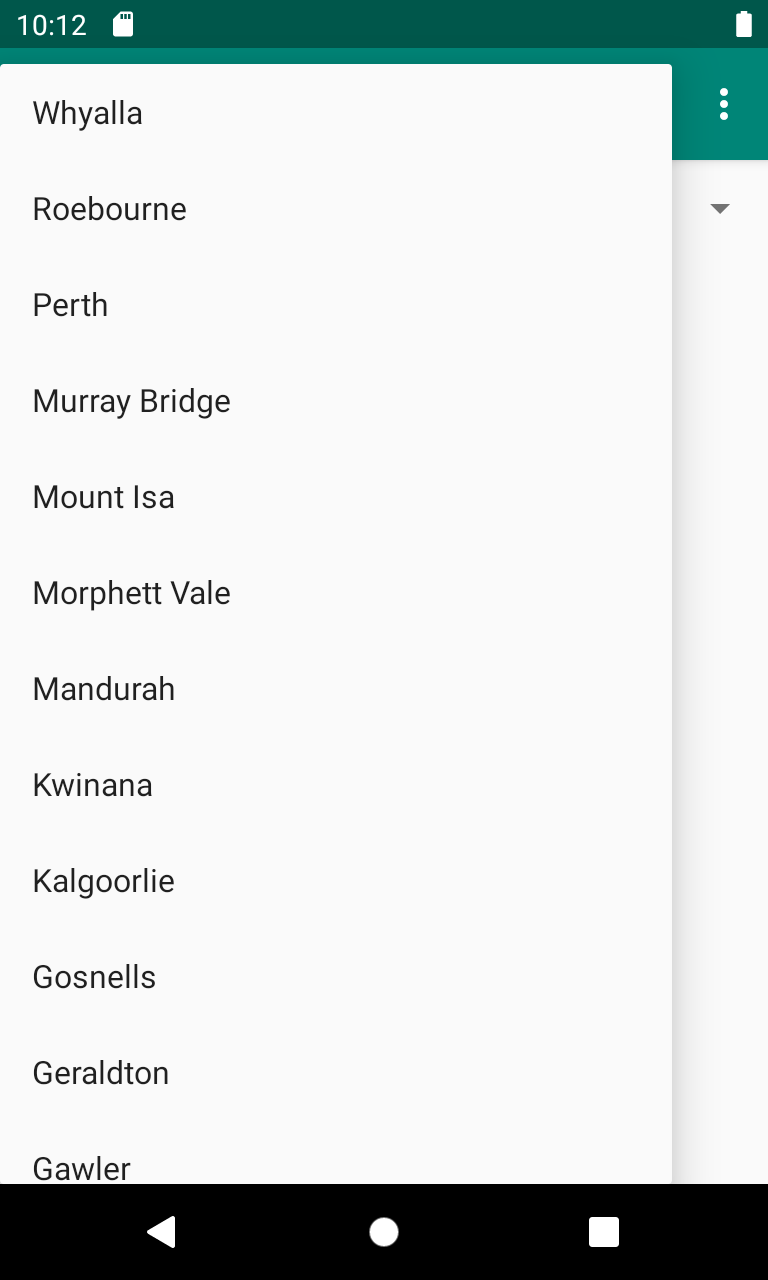 10:12
Whyalla
Roebourne
Perth
Murray Bridge
Mount Isa
Morphett Vale
Mandurah
Kwinana
Kalgoorlie
Gosnells
Geraldton
Gawler